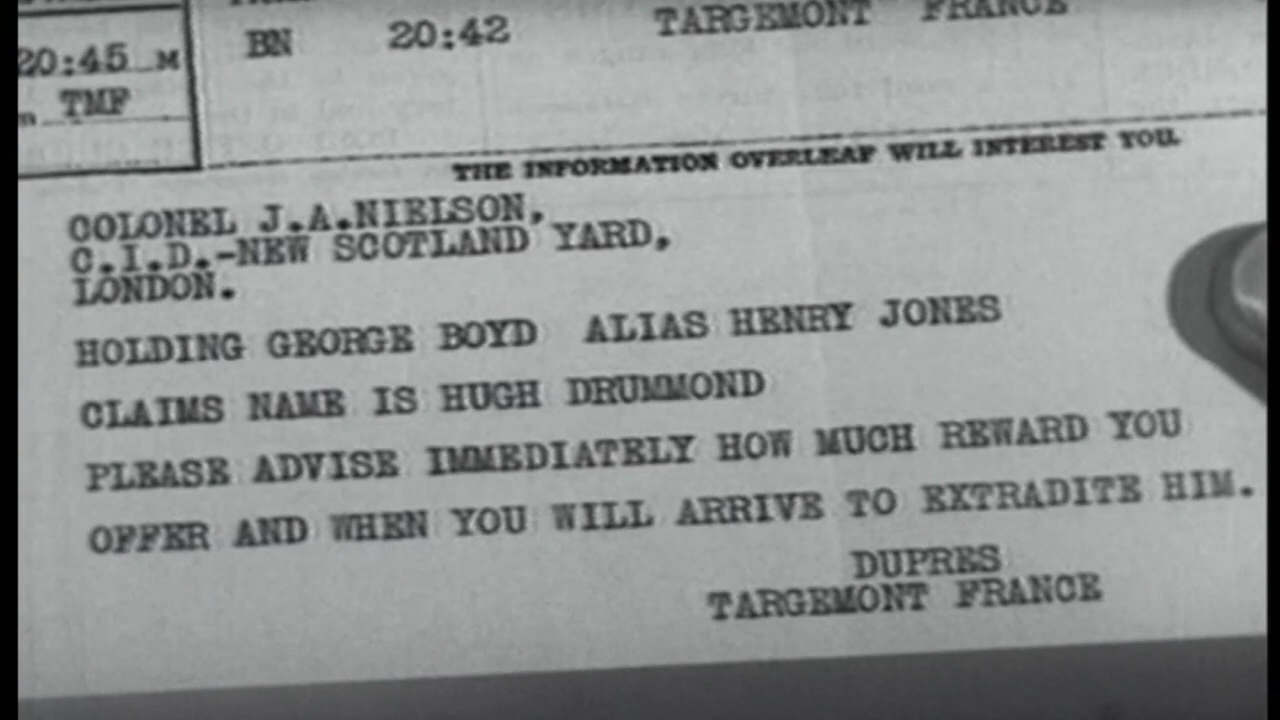 BN 20:42 TARGEMONT FRANCE
20:45 M
TMF
THE INFORMATION OVERLEAF WILL INTEREST YOU.
COLONEL J.A.NIELSON,
C.I.D.-NEW SCOTLAND YARD,
LONDON.
HOLDING GEORGE BOYD ALIAS HENRY JONES
CLAIMS NAME IS HUGH DRUMMOND
PLEASE ADVISE IMMEDIATELY HOW MUCH REWARD YOU
OFFER AND WHEN YOU WILL ARRIVE TO EXTRADITE HIM.
DUPRES
TARGEMONT FRANCE